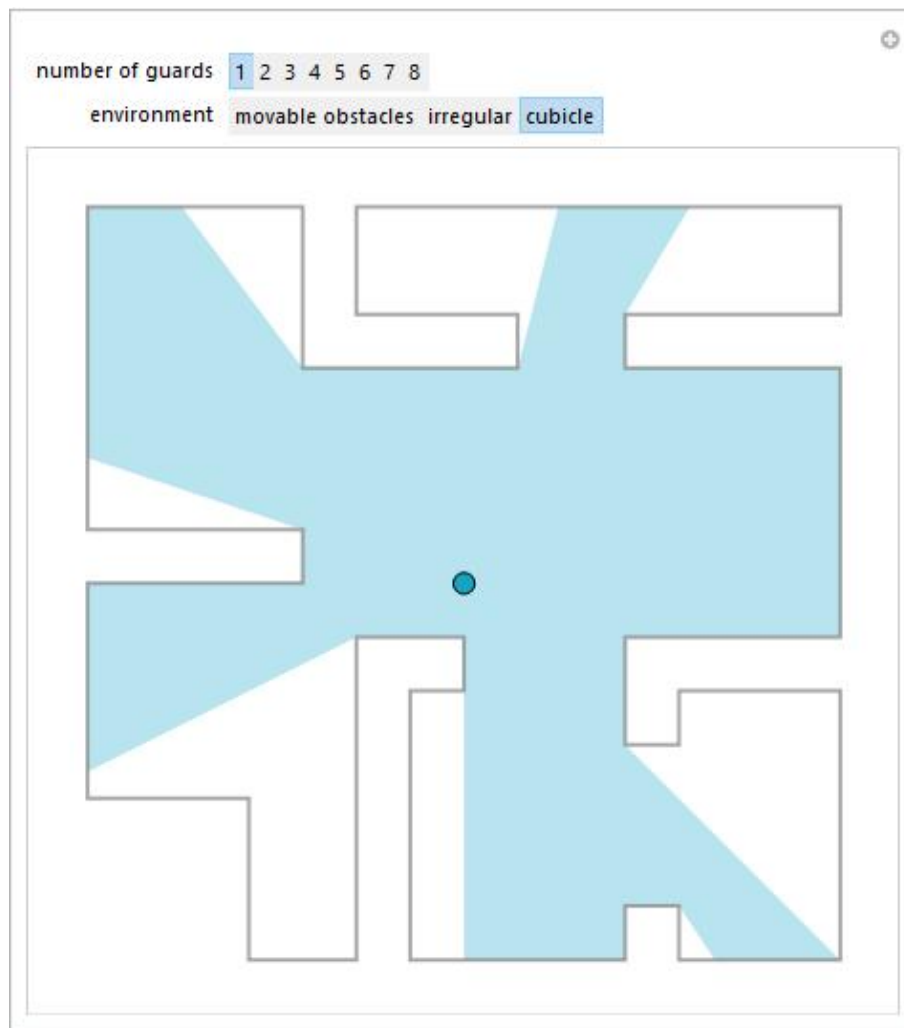 number of guards 1 2 3 4 5 6 7 8
environment movable obstacles irregular cubicle